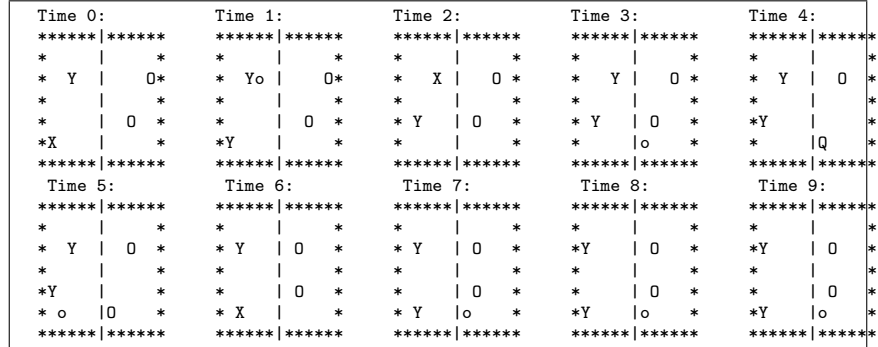 Time 0:           Time 1:           Time 2:           Time 3:           Time 4:
******|******     ******|******     ******|******     ******|******     ******|******
*     |     *     *     |     *     *     |     *     *     |     *     *     |     *
*  Y  |    O*     *  Yo |    O*     *   X |   O *     *   Y |   O *     *  Y  |  O  *
*     |     *     *     |     *     *     |     *     *     |     *     *     |     *
*     |  O  *     *     |  O  *     * Y   | O   *     * Y   | O   *     *Y    |     *
*X    |     *     *Y    |     *     *     |     *     *     |o    *     *     |Q    *
******|******     ******|******     ******|******     ******|******     ******|******
 Time 5:           Time 6:           Time 7:           Time 8:           Time 9:
******|******     ******|******     ******|******     ******|******     ******|******
*     |     *     *     |     *     *     |     *     *     |     *     *     |     *
*  Y  |  O  *     * Y   | O   *     * Y   | O   *     *Y    | O   *     *Y    | O   *
*     |     *     *     |     *     *     |     *     *     |     *     *     |     *
*Y    |     *     *     | O   *     *     | O   *     *     | O   *     *     | O   *
* o   |O    *     * X   |     *     * Y   |o    *     *Y    |o    *     *Y    |o    *
******|******     ******|******     ******|******     ******|******     ******|******